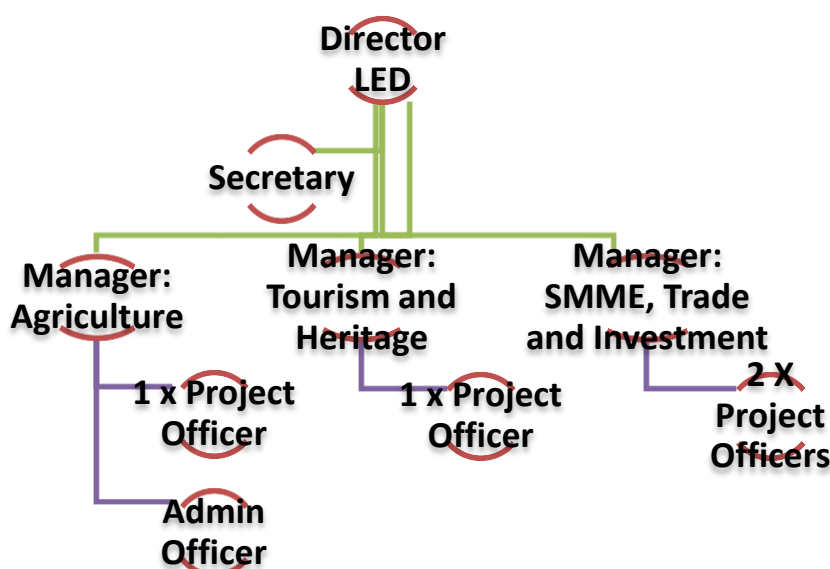 Director
LED
Secretary
Manager:
Agriculture
Manager:
Tourism and
Heritage
Manager:
SMME, Trade
and Investment
1 x Project
Officer
Admin
Officer
1 x Project
Officer
2 X
Project
Officers